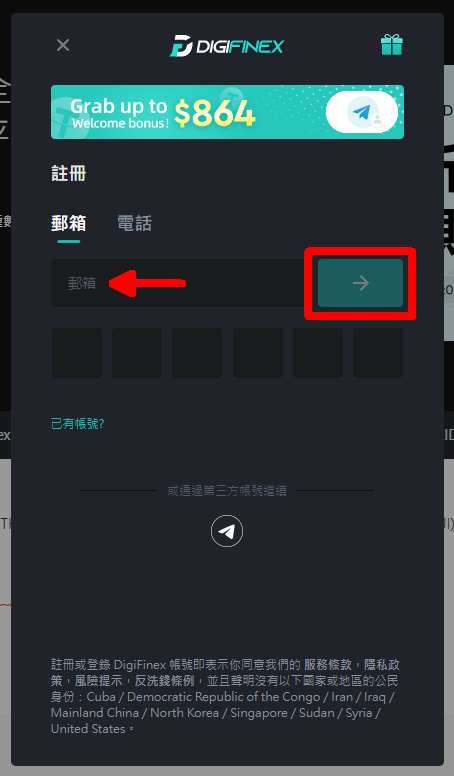 DIGIFINEX
Grab up to
Welcome bonus!
$864
註冊
郵箱
電話
郵箱
已有帳號?
或通過第三方帳號繼續
註冊或登錄 DigiFinex 帳號即表示你同意我們的 服務條款，隱私政
策，風險提示，反洗錢條例，並且聲明沒有以下國家或地區的公民
身份：Cuba / Democratic Republic of the Congo / Iran / Iraq /
Mainland China / North Korea / Singapore / Sudan / Syria /
United States。